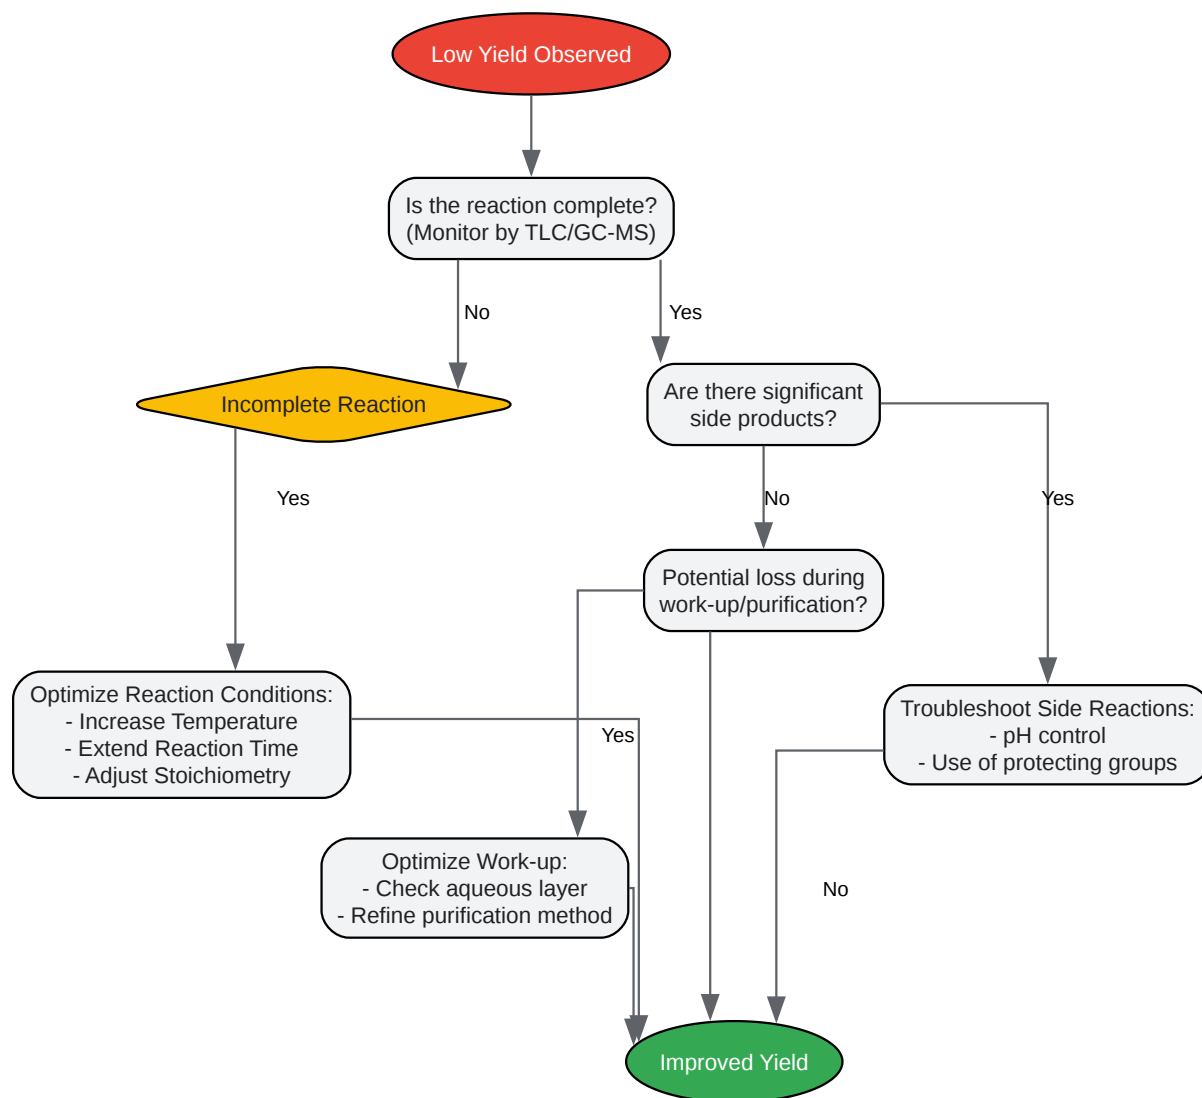 Low Yield Observed
Is the reaction complete?
(Monitor by TLC/GC-MS)
No
Yes
Incomplete Reaction
Are there significant
side products?
Yes
No
Yes
Potential loss during
work-up/purification?
Optimize Reaction Conditions:
- Increase Temperature
- Extend Reaction Time
- Adjust Stoichiometry
Yes
Troubleshoot Side Reactions:
- pH control
- Use of protecting groups
Optimize Work-up:
- Check aqueous layer
- Refine purification method
No
Improved Yield